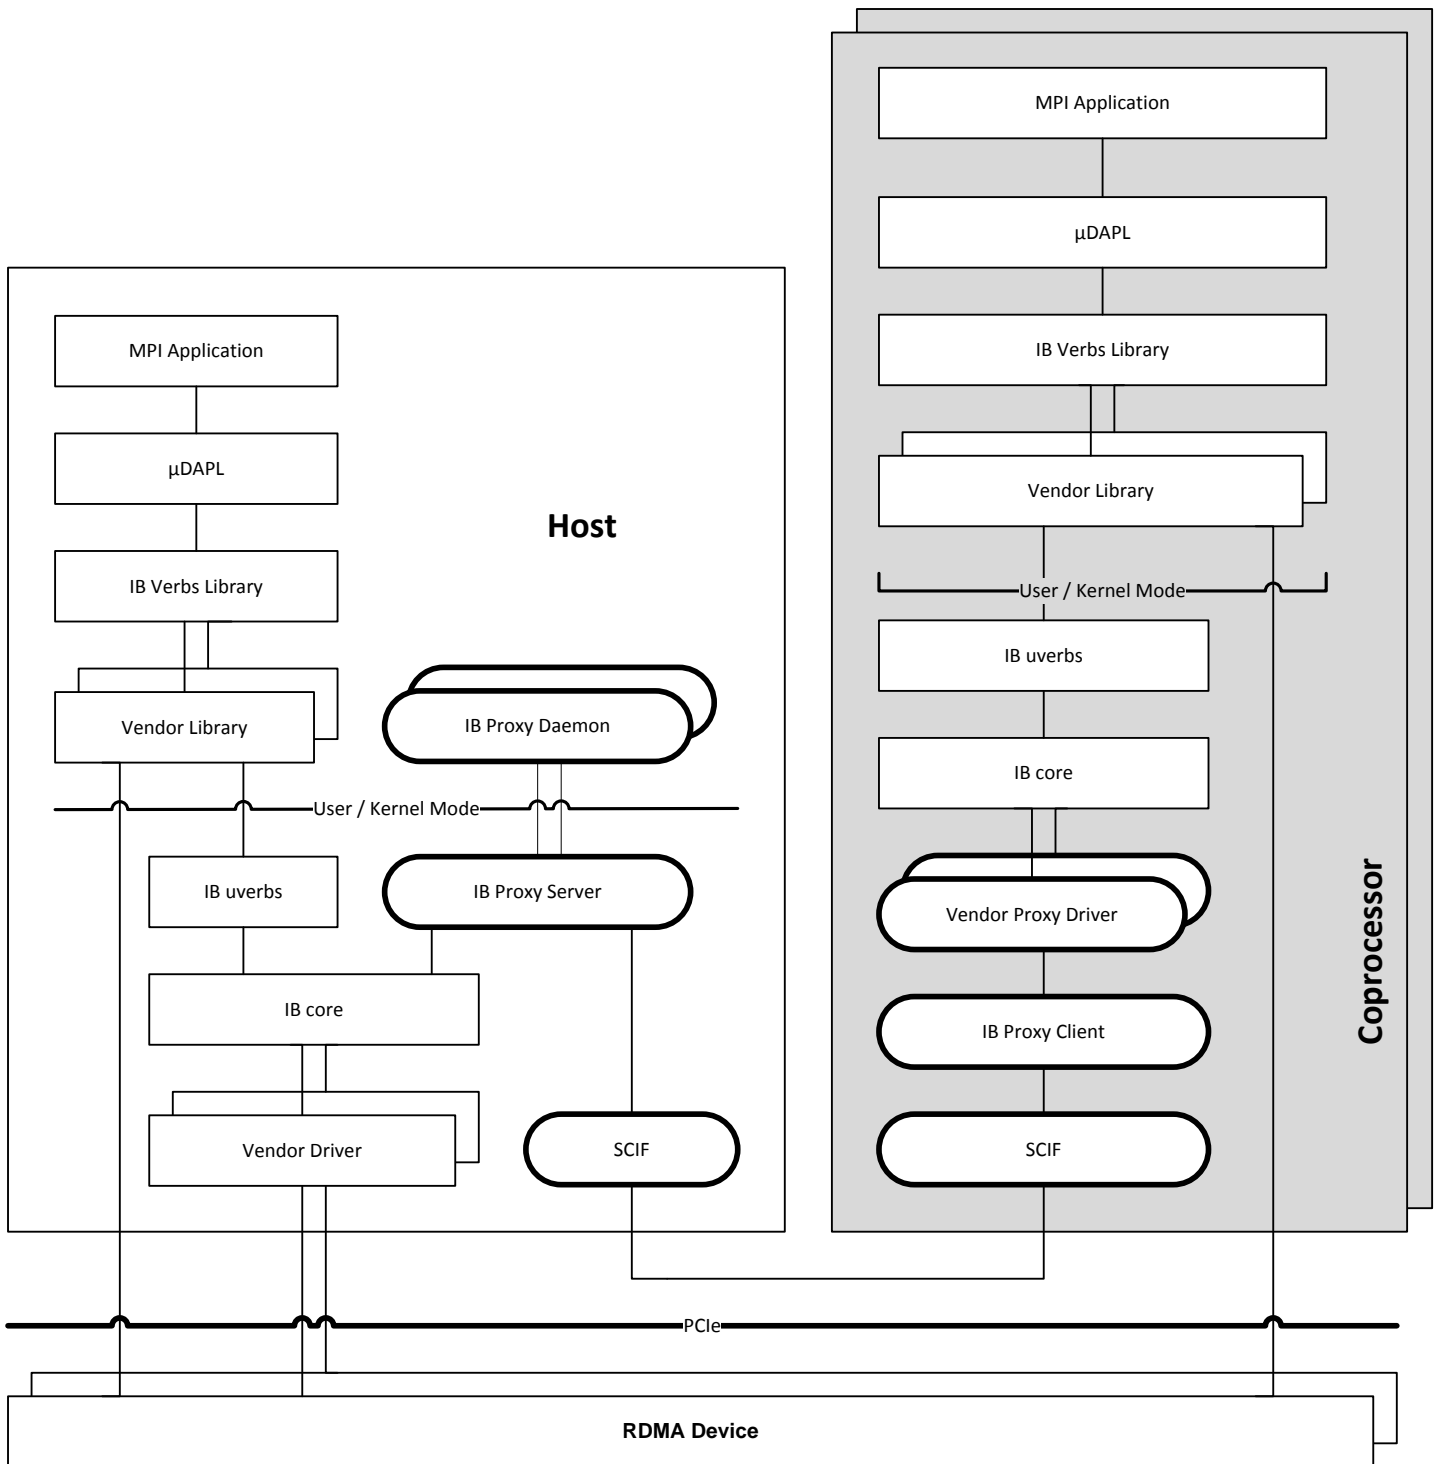 MPI Application
µDAPL
IB Verbs Library
Vendor Library
Host
IB Proxy Daemon
User / Kernel Mode
IB uverbs
IB Proxy Server
IB core
Vendor Driver
SCIF
MPI Application
µDAPL
IB Verbs Library
Vendor Library
User / Kernel Mode
IB uverbs
IB core
Vendor Proxy Driver
IB Proxy Client
SCIF
Coprocessor
PCIe
RDMA Device